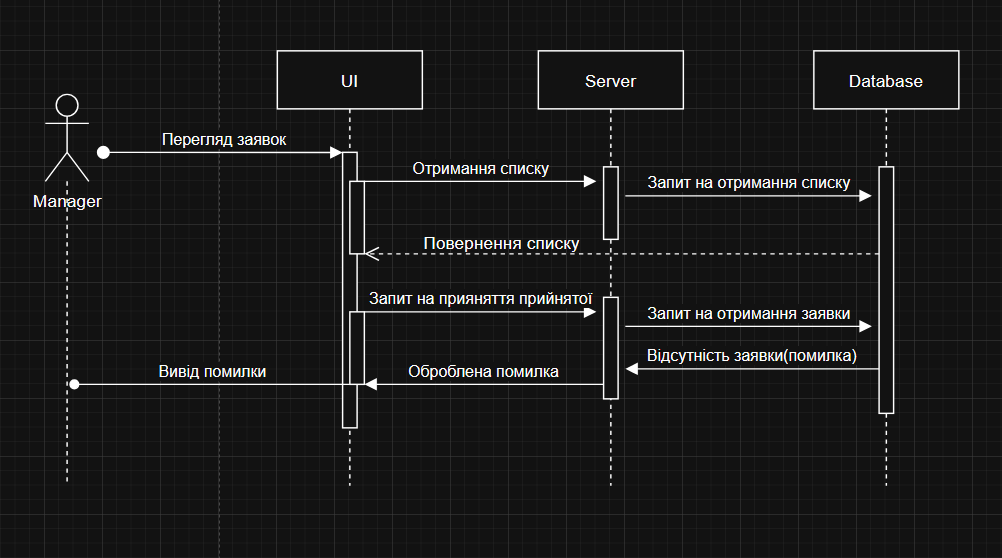 UI
Server
Database
Перегляд заявок
Отримання списку
Запит на отримання списку
Manager
Повернення списку
Запит на прияняття прийнятої
Запит на отримання заявки
Відсутність заявки(помилка)
Вивід помилки
Оброблена помилка